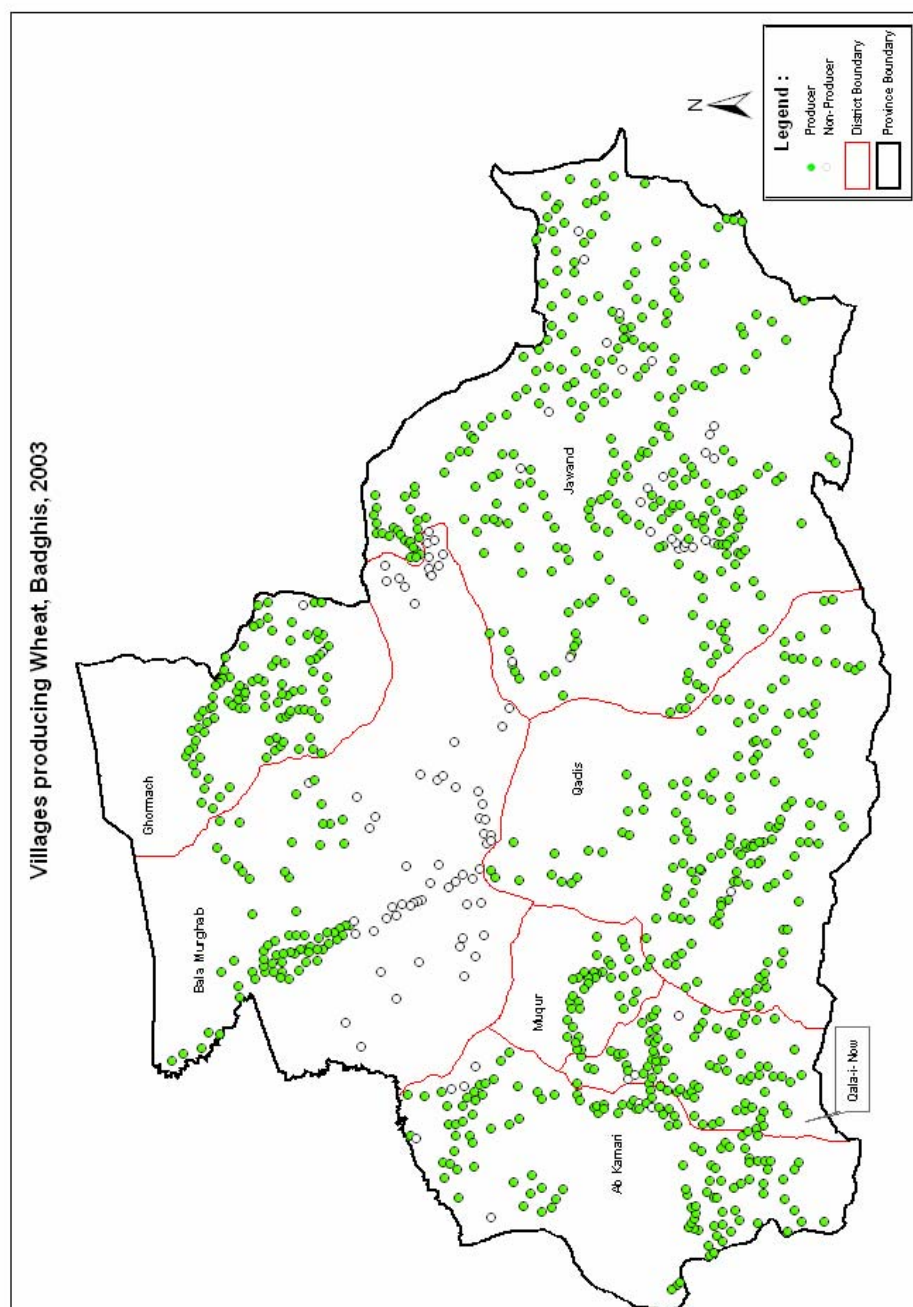 Villages producing Wheat, Badghis, 2003
Ghormach
Bala Murghab
Jawand
Qadis
Muqur
Ab Kamari
Qala-i-Now
N
Legend :
Producer
Non-Producer
District Boundary
Province Boundary